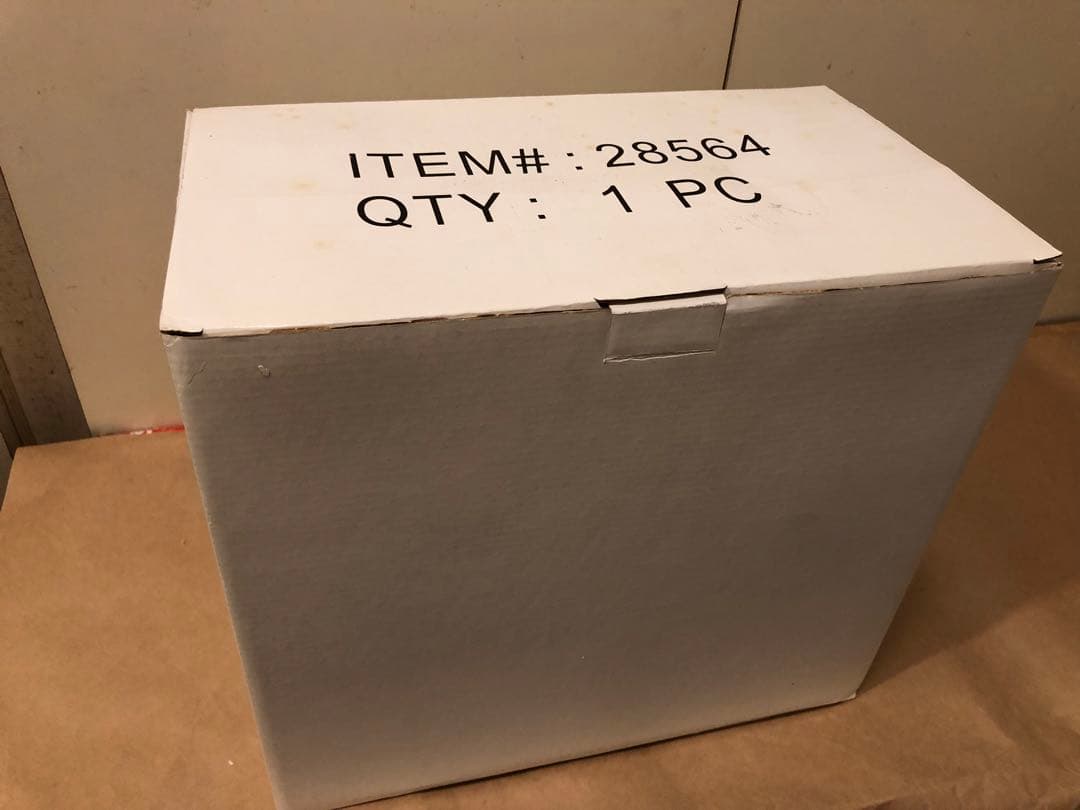 ITEM# : 28564
QTY : 1 PC